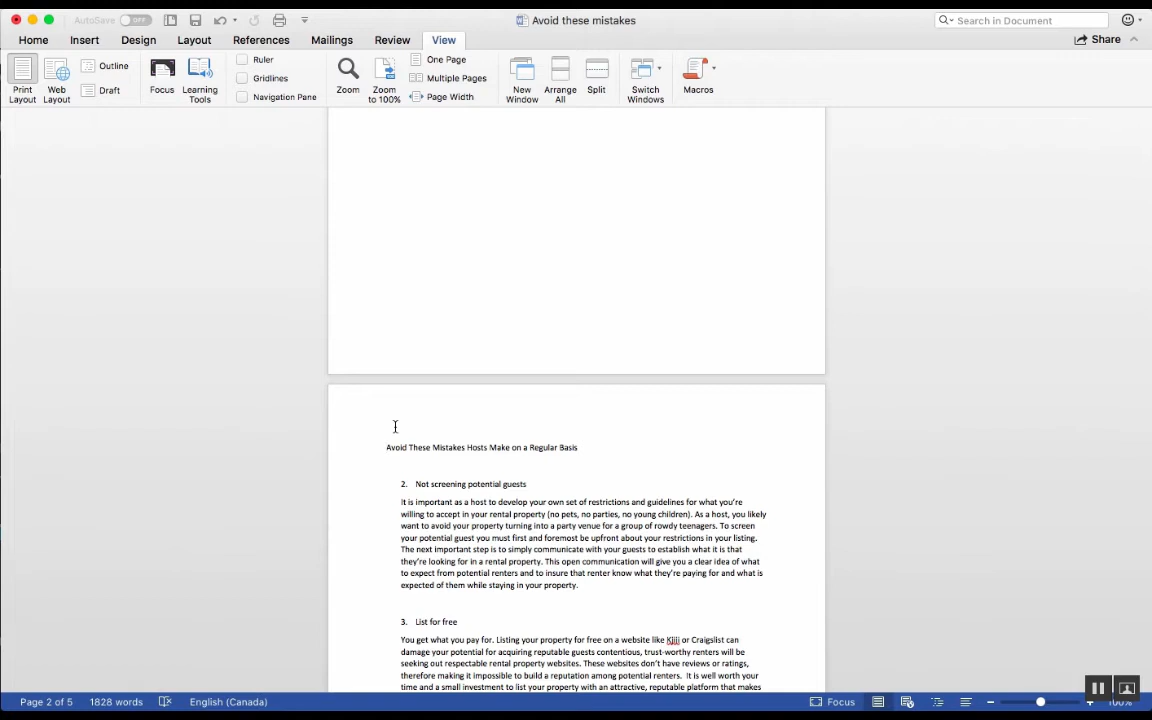 AutoSave OFF
Avoid these mistakes
Search in Document
Home Insert Design Layout References Mailings Review View
Share
Print Layout
Web Layout
Outline
Draft
Focus
Learning Tools
Ruler
Gridlines
Navigation Pane
Zoom
Zoom to 100%
One Page
Multiple Pages
Page Width
New Window
Arrange All
Split
Switch Windows
Macros
Avoid These Mistakes Hosts Make on a Regular Basis
2. Not screening potential guests
It is important as a host to develop your own set of restrictions and guidelines for what you're
willing to accept in your rental property (no pets, no parties, no young children). As a host, you likely
want to avoid your property turning into a party venue for a group of rowdy teenagers. To screen
your potential guest you must first and foremost be upfront about your restrictions in your listing.
The next important step is to simply communicate with your guests to establish what it is that
they're looking for in a rental property. This open communication will give you a clear idea of what
to expect from potential renters and to insure that renter know what they're paying for and what is
expected of them while staying in your property.
3. List for free
You get what you pay for. Listing your property for free on a website like Kjiji or Craigslist can
damage your potential for acquiring reputable guests contentious, trust-worthy renters will be
seeking out respectable rental property websites. These websites don't have reviews or ratings,
therefore making it impossible to build a reputation among potential renters. It is well worth your
time and a small investment to list your property with an attractive, reputable platform that makes
Page 2 of 5 1828 words English (Canada) Focus 100%